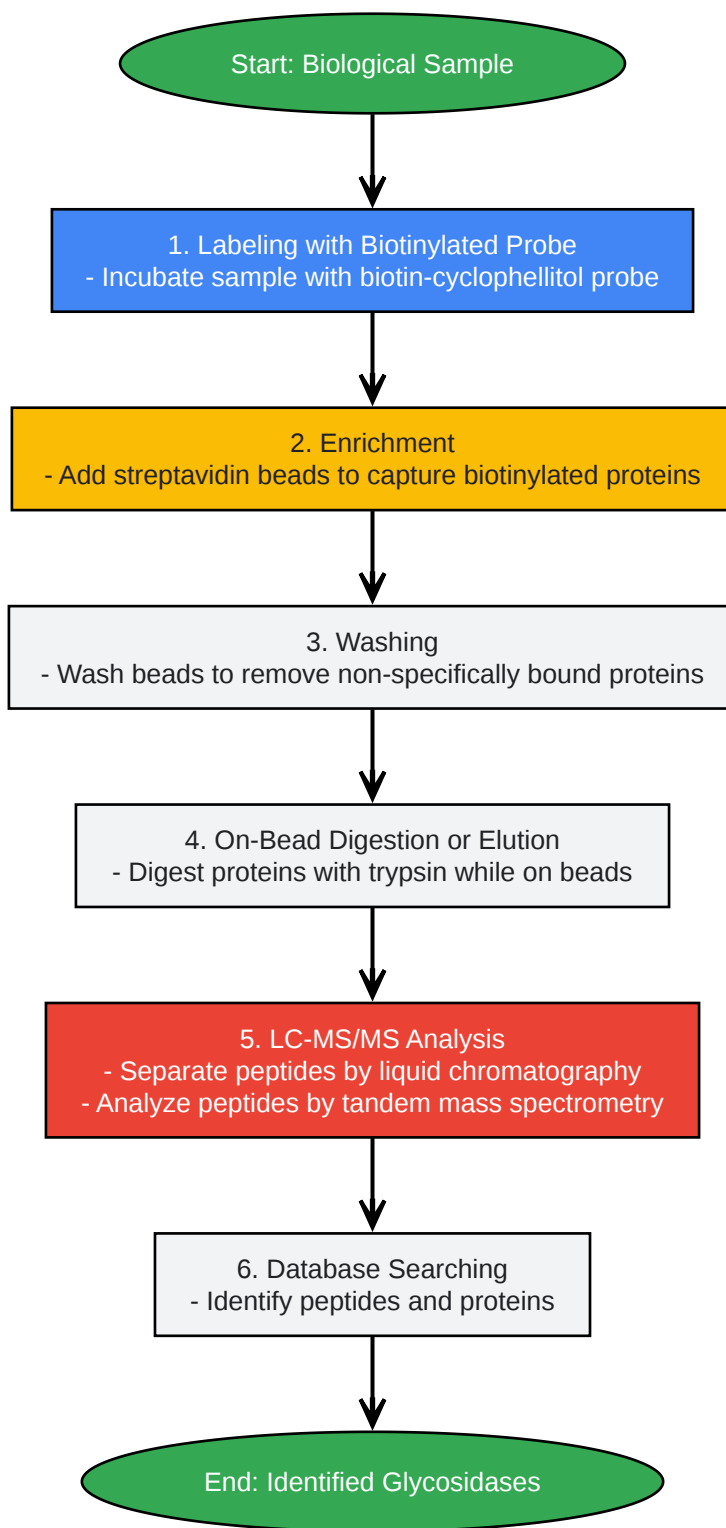 Start: Biological Sample
1. Labeling with Biotinylated Probe
- Incubate sample with biotin-cyclophellitol probe
2. Enrichment
- Add streptavidin beads to capture biotinylated proteins
3. Washing
- Wash beads to remove non-specifically bound proteins
4. On-Bead Digestion or Elution
- Digest proteins with trypsin while on beads
5. LC-MS/MS Analysis
- Separate peptides by liquid chromatography
- Analyze peptides by tandem mass spectrometry
6. Database Searching
- Identify peptides and proteins
End: Identified Glycosidases